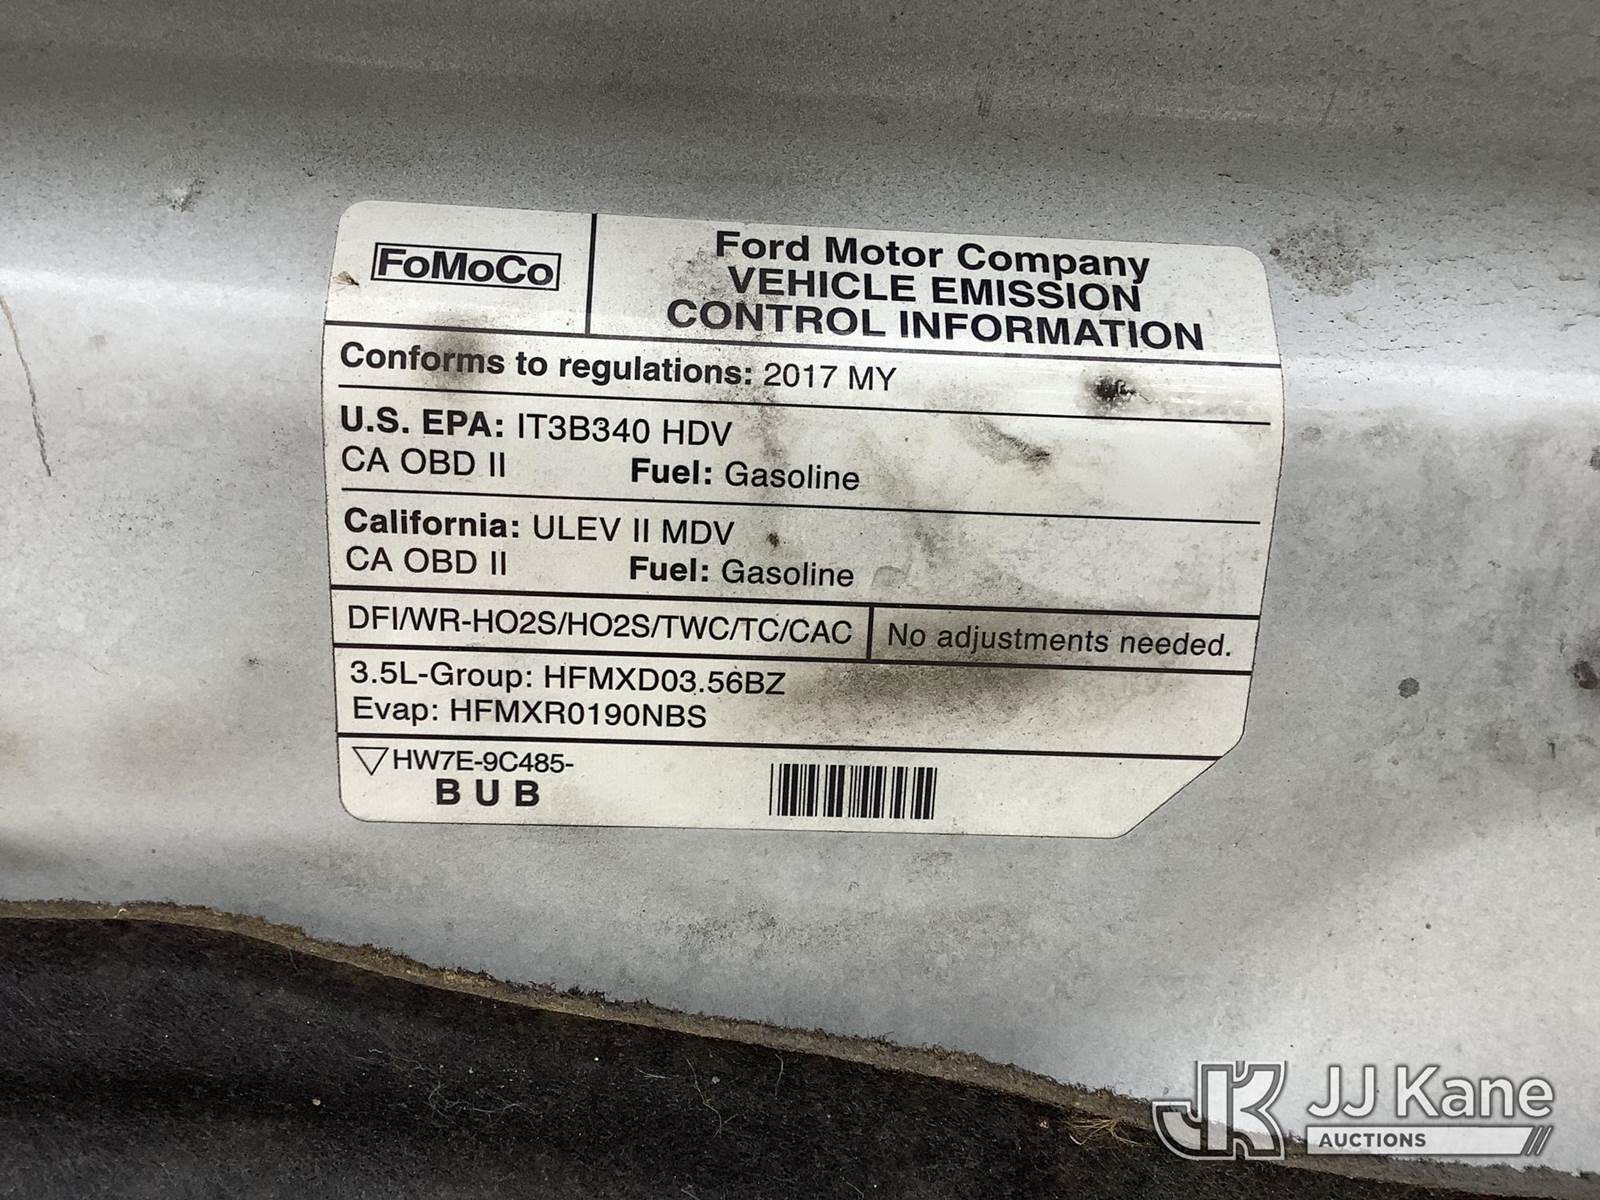 FoMoCo
Ford Motor Company
VEHICLE EMISSION
CONTROL INFORMATION
Conforms to regulations: 2017 MY
U.S. EPA: IT3B340 HDV
CA OBD II Fuel: Gasoline
California: ULEV II MDV
CA OBD II Fuel: Gasoline
DFI/WR-HO2S/HO2S/TWC/TC/CAC No adjustments needed.
3.5L-Group: HFMXD03.56BZ
Evap: HFMXR0190NBS
HW7E-9C485-
B U B
JK JJ Kane
AUCTIONS